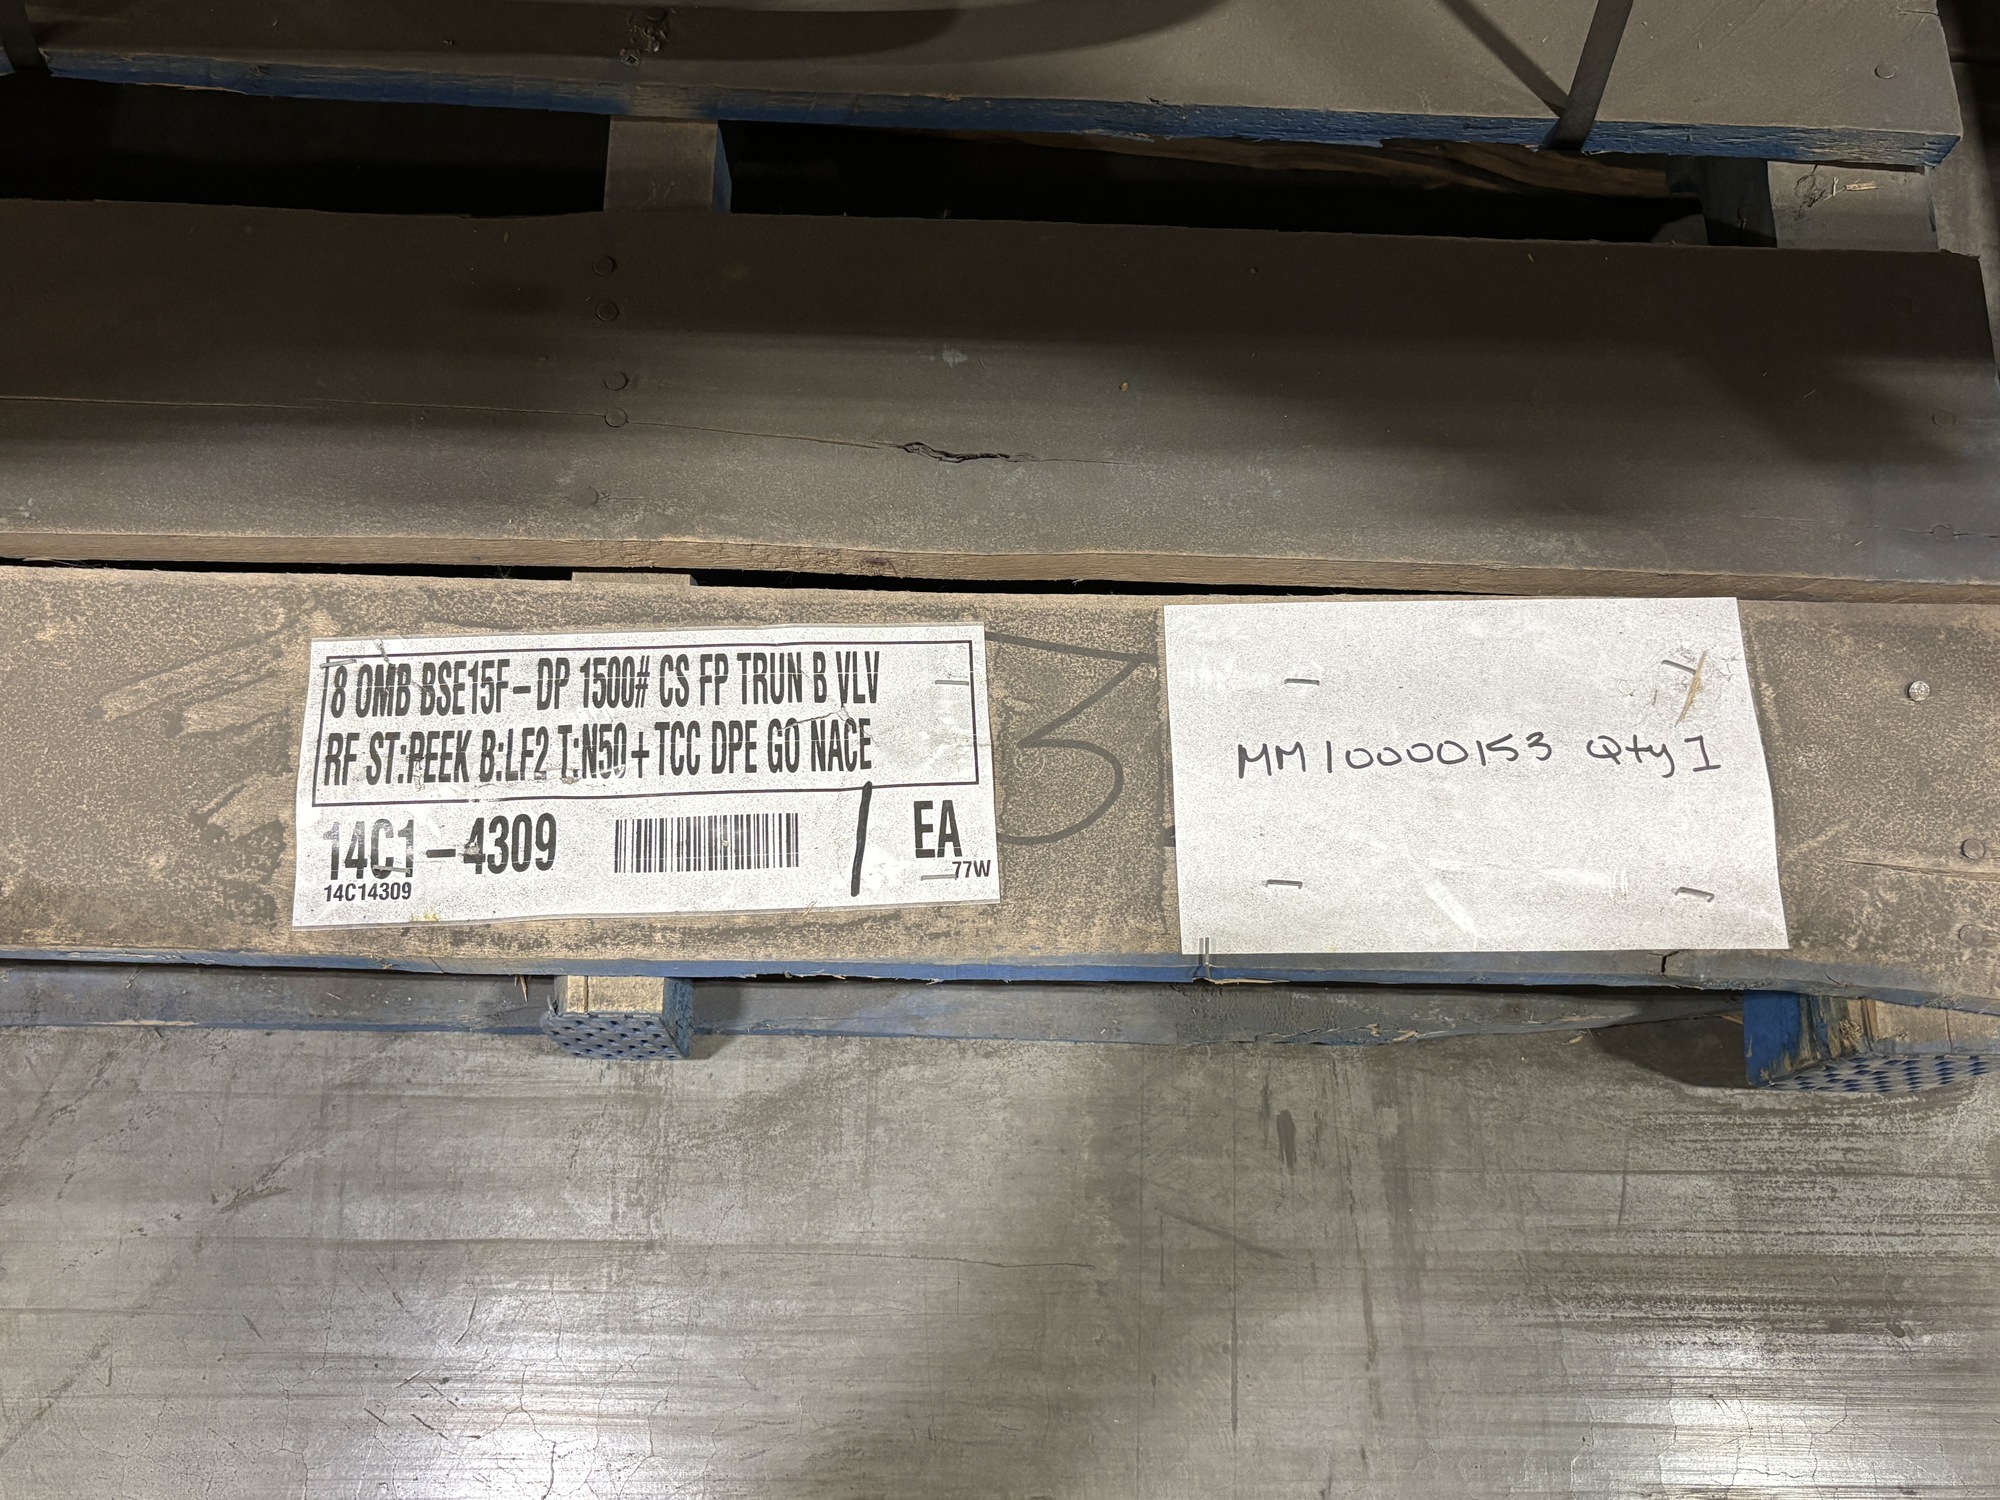 8 OMB BSE15F-DP 1500# CS FP TRUN B VLV
RF ST:PEEK B:LF2 T:N50+TCC DPE GO NACE
14C1-4309
14C14309
/ EA
77W
3
MM10000153 Qty 1